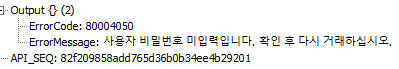 Output {} (2)
ErrorCode: 80004050
ErrorMessage: 사용자 비밀번호 미입력입니다. 확인 후 다시 거래하십시오.
API_SEQ: 82f209858add765d36b0b34ee4b29201